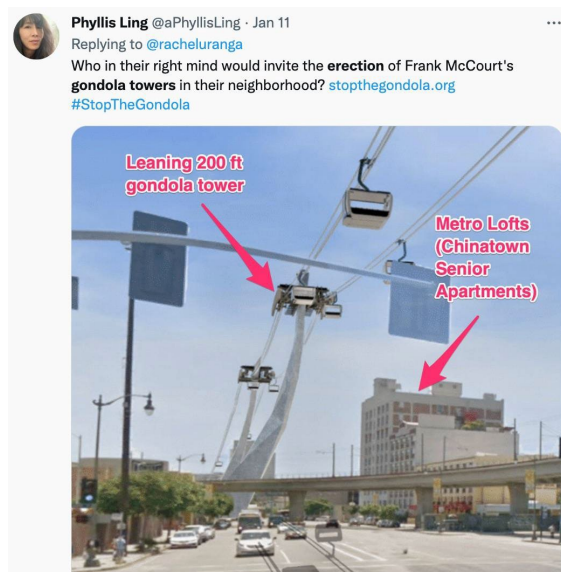 Phyllis Ling @aPhyllisLing · Jan 11
Replying to @racheluranga
Who in their right mind would invite the erection of Frank McCourt's
gondola towers in their neighborhood? stopthegondola.org
#StopTheGondola
Leaning 200 ft
gondola tower
Metro Lofts
(Chinatown
Senior
Apartments)